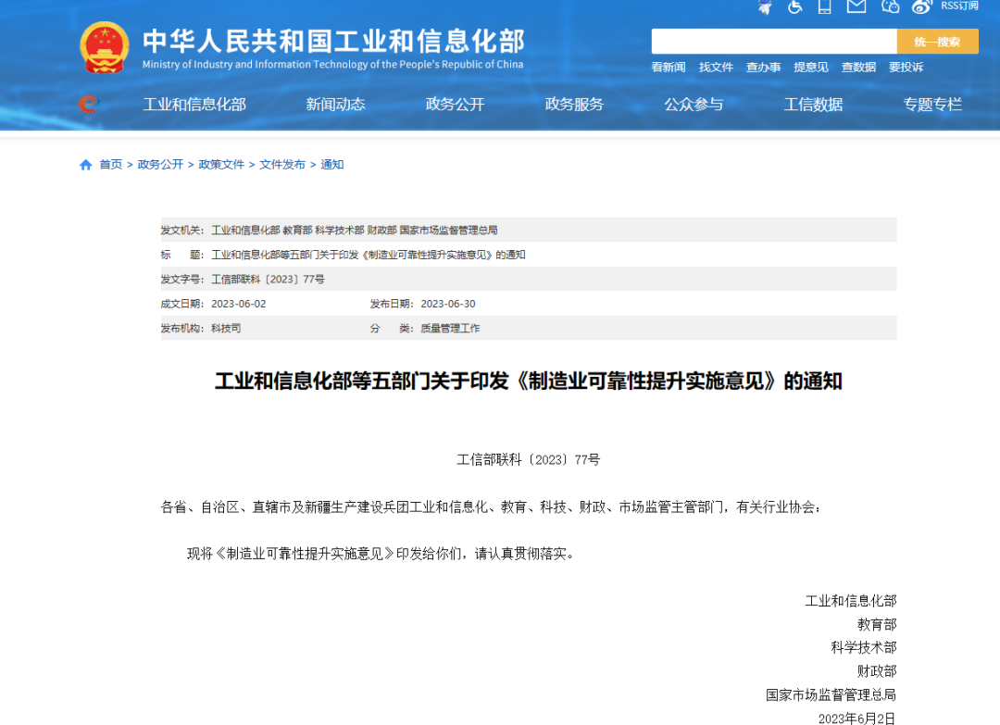 RSS订阅
中华人民共和国工业和信息化部
Ministry of Industry and Information Technology of the People's Republic of China
统一搜索
看新闻 找文件 查办事 提意见 查数据 要投诉
工业和信息化部 新闻动态 政务公开 政务服务 公众参与 工信数据 专题专栏
首页 > 政务公开 > 政策文件 > 文件发布 > 通知
发文机关: 工业和信息化部 教育部 科学技术部 财政部 国家市场监督管理总局
标 题: 工业和信息化部等五部门关于印发《制造业可靠性提升实施意见》的通知
发文字号: 工信部联科〔2023〕77号
成文日期: 2023-06-02 发布日期: 2023-06-30
发布机构: 科技司 分 类: 质量管理工作
工业和信息化部等五部门关于印发《制造业可靠性提升实施意见》的通知
工信部联科〔2023〕77号
各省、自治区、直辖市及新疆生产建设兵团工业和信息化、教育、科技、财政、市场监管主管部门，有关行业协会：
现将《制造业可靠性提升实施意见》印发给你们，请认真贯彻落实。
工业和信息化部
教育部
科学技术部
财政部
国家市场监督管理总局
2023年6月2日